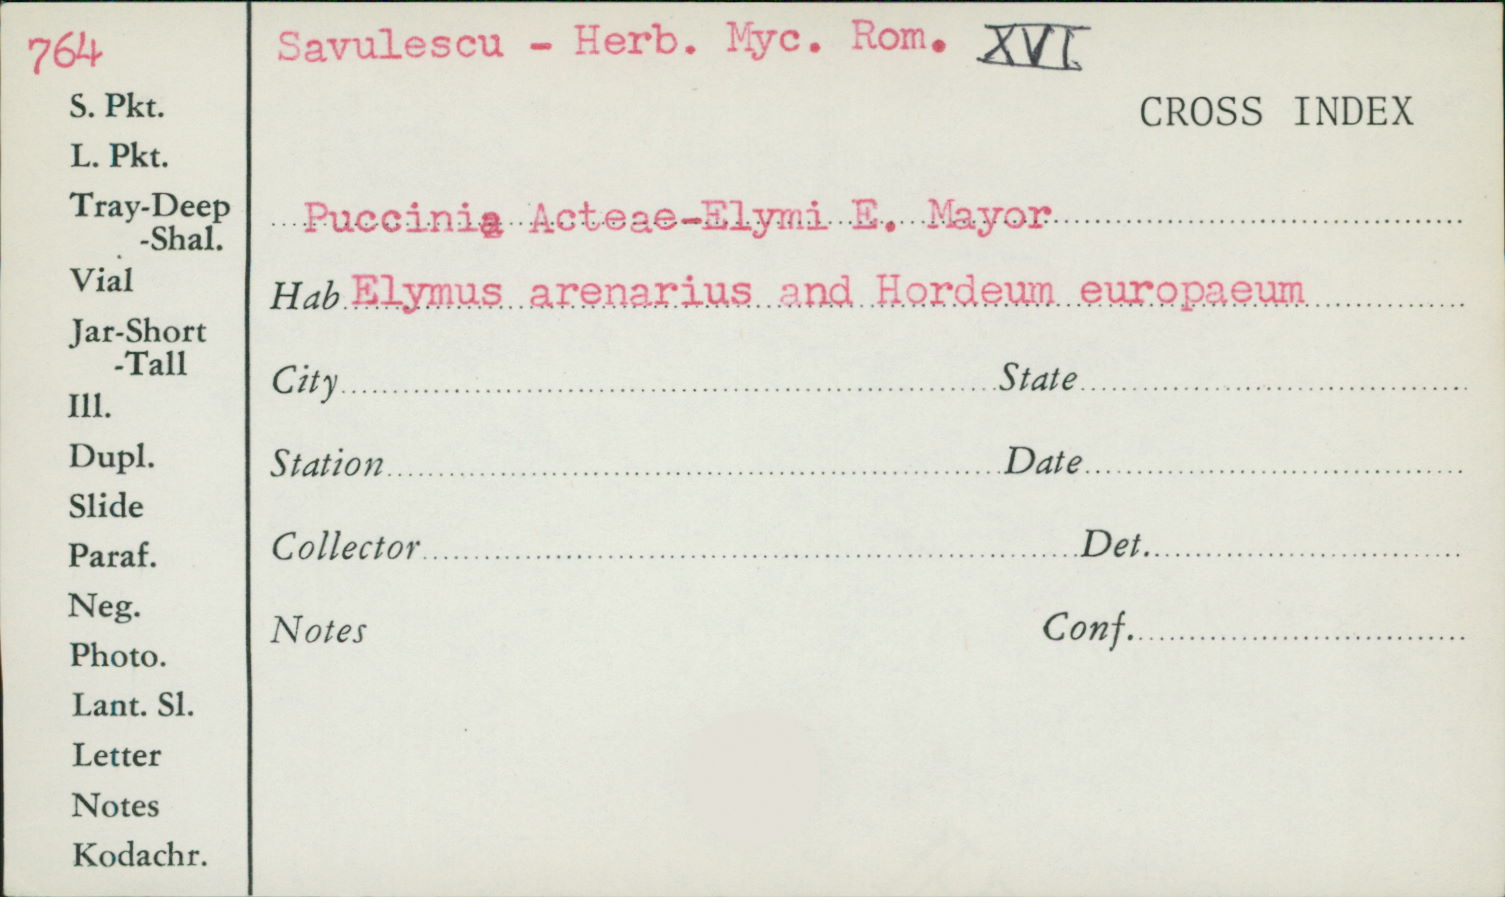 764
Savulescu - Herb. Myc. Rom. XVI
CROSS INDEX
S. Pkt.
L. Pkt.
Tray-Deep
-Shal.
Vial
Jar-Short
-Tall
Ill.
Dupl.
Slide
Paraf.
Neg.
Photo.
Lant. Sl.
Letter
Notes
Kodachr.
Puccinia Acteae-Elymi E. Mayor
Hab Elymus arenarius and Hordeum europaeum
City State
Station Date
Collector Det.
Notes Conf.